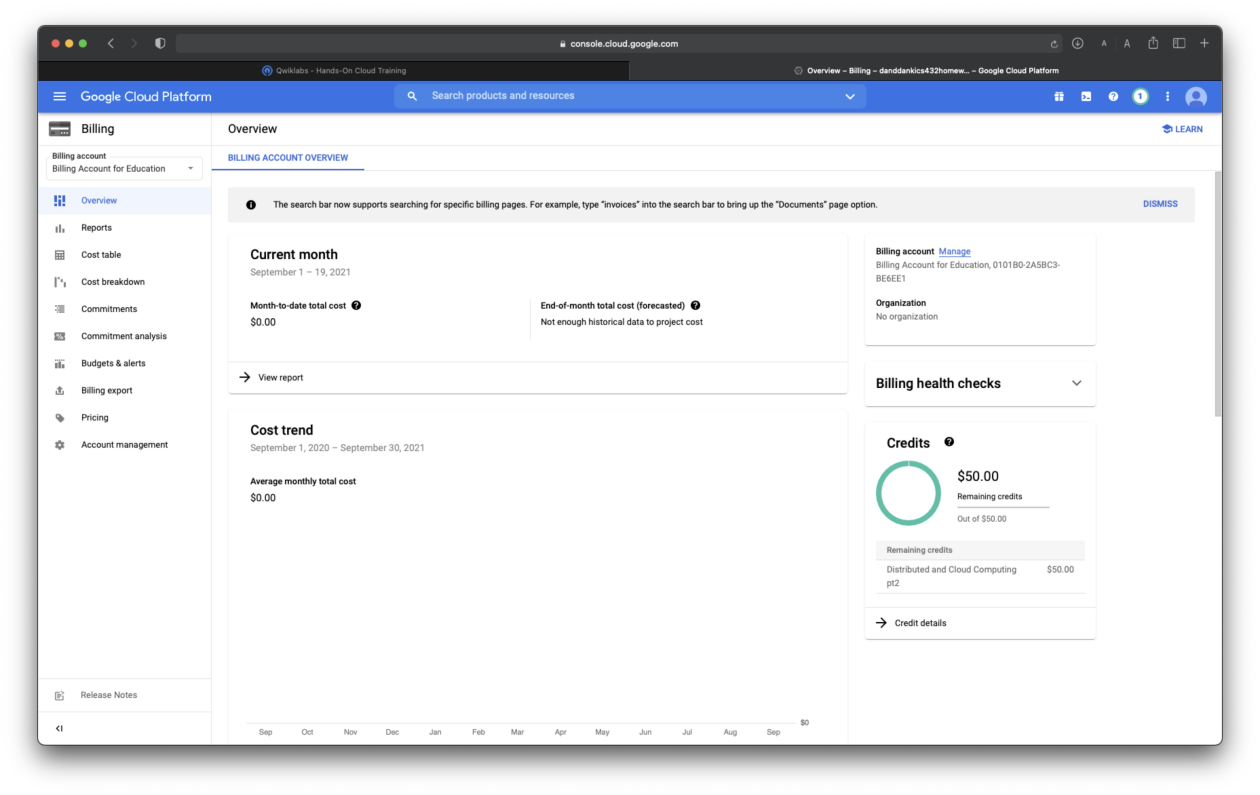 console.cloud.google.com
A A
Qwiklabs - Hands-On Cloud Training
Overview – Billing – danddankics432homew... – Google Cloud Platform
Google Cloud Platform
Search products and resources
1
Billing
Overview
LEARN
Billing account
Billing Account for Education
BILLING ACCOUNT OVERVIEW
Overview
Reports
Cost table
Cost breakdown
Commitments
Commitment analysis
Budgets & alerts
Billing export
Pricing
Account management
Release Notes
The search bar now supports searching for specific billing pages. For example, type "invoices" into the search bar to bring up the "Documents" page option.
DISMISS
Current month
September 1 – 19, 2021
Month-to-date total cost
$0.00
End-of-month total cost (forecasted)
Not enough historical data to project cost
View report
Cost trend
September 1, 2020 – September 30, 2021
Average monthly total cost
$0.00
$0
Sep Oct Nov Dec Jan Feb Mar Apr May Jun Jul Aug Sep
Billing account Manage
Billing Account for Education, 0101B0-2A5BC3-
BE6EE1
Organization
No organization
Billing health checks
Credits
$50.00
Remaining credits
Out of $50.00
Remaining credits
Distributed and Cloud Computing $50.00
pt2
Credit details